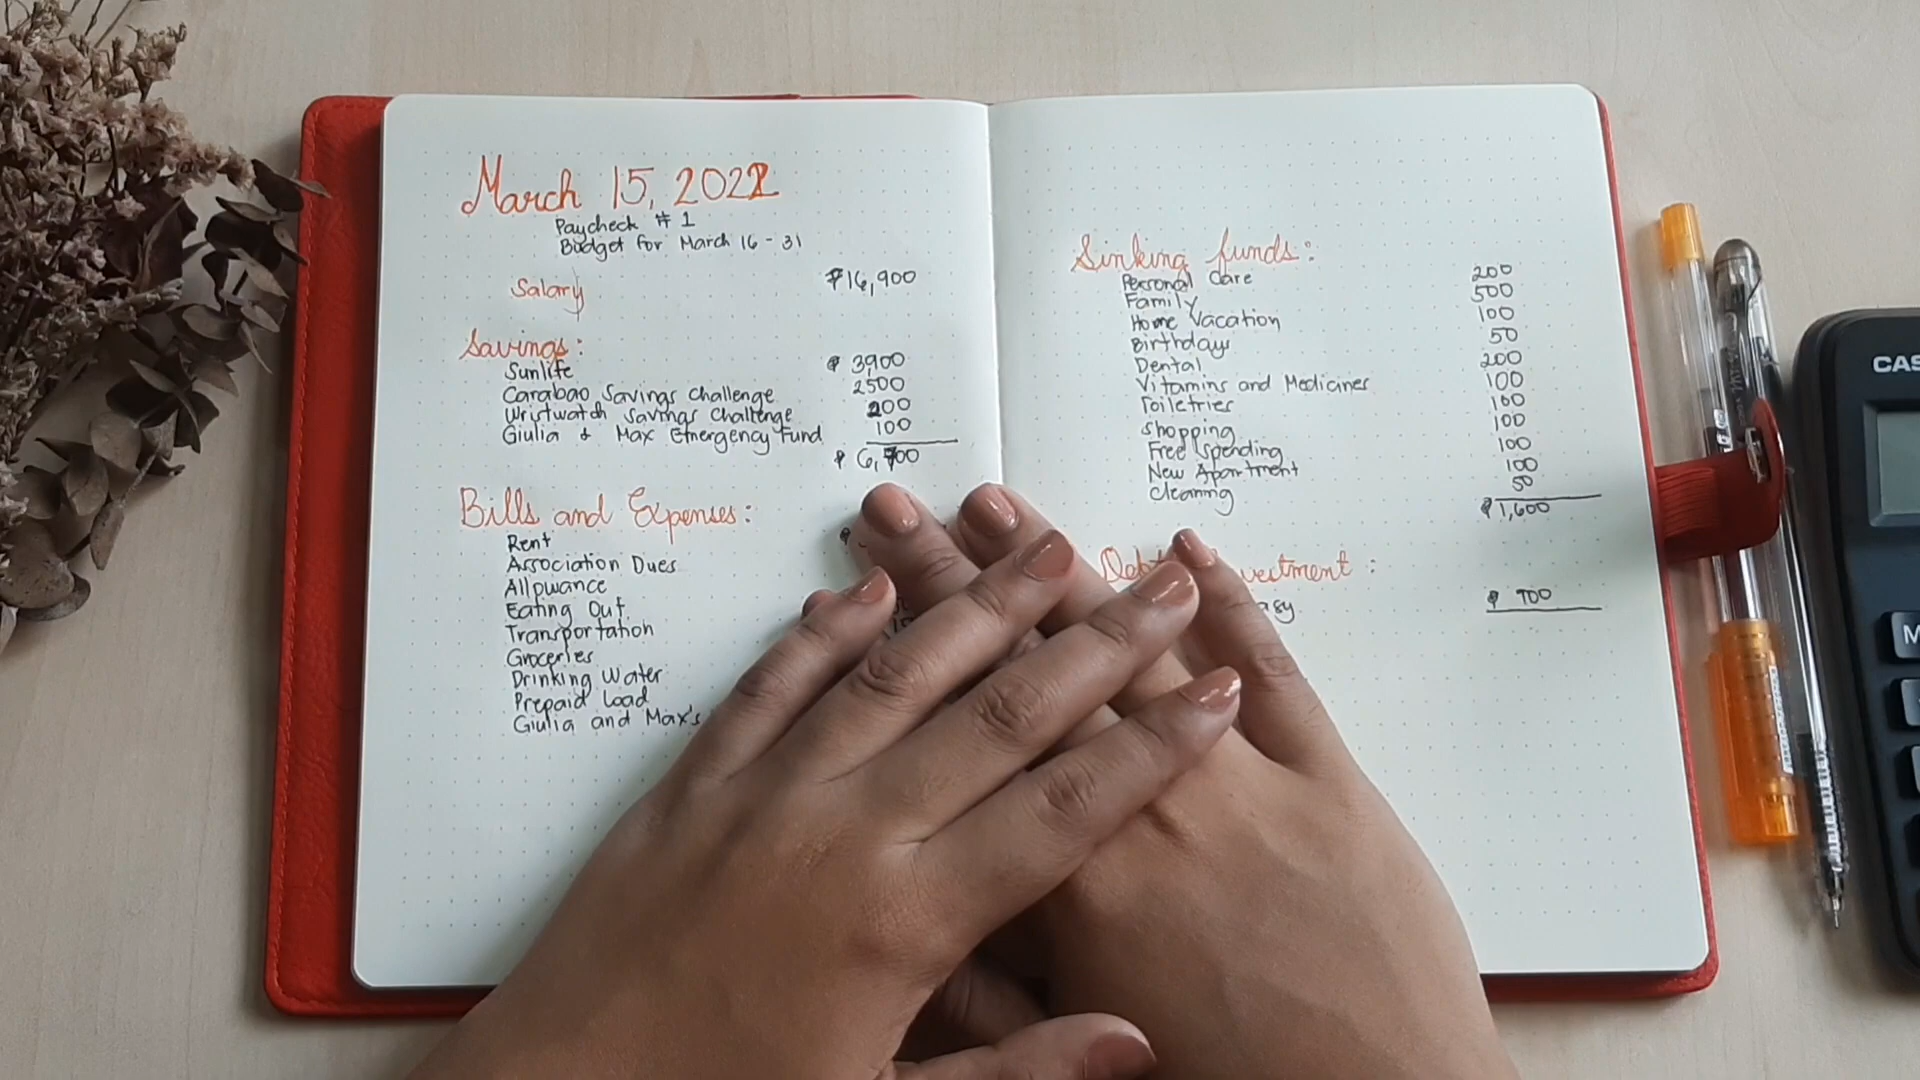 March 15, 2022
Paycheck # 1
Budget for March 16 - 31
Salary ₱16,900
Savings:
Sunlife ₱ 3900
Carabao Savings Challenge 2500
Wristwatch Savings Challenge 200
Giulia & Max Emergency Fund 100
₱ 6,700
Bills and Expenses:
Rent
Association Dues
Allowance
Eating Out
Transportation
Groceries
Drinking Water
Prepaid Load
Giulia and Max's
Sinking funds:
Personal Care 200
Family 500
Home Vacation 100
Birthdays 50
Dental 200
Vitamins and Medicines 100
Toiletries 100
Shopping 100
Free Spending 100
New Apartment 100
Cleaning 50
₱1,600
₱ 700
CAS
M